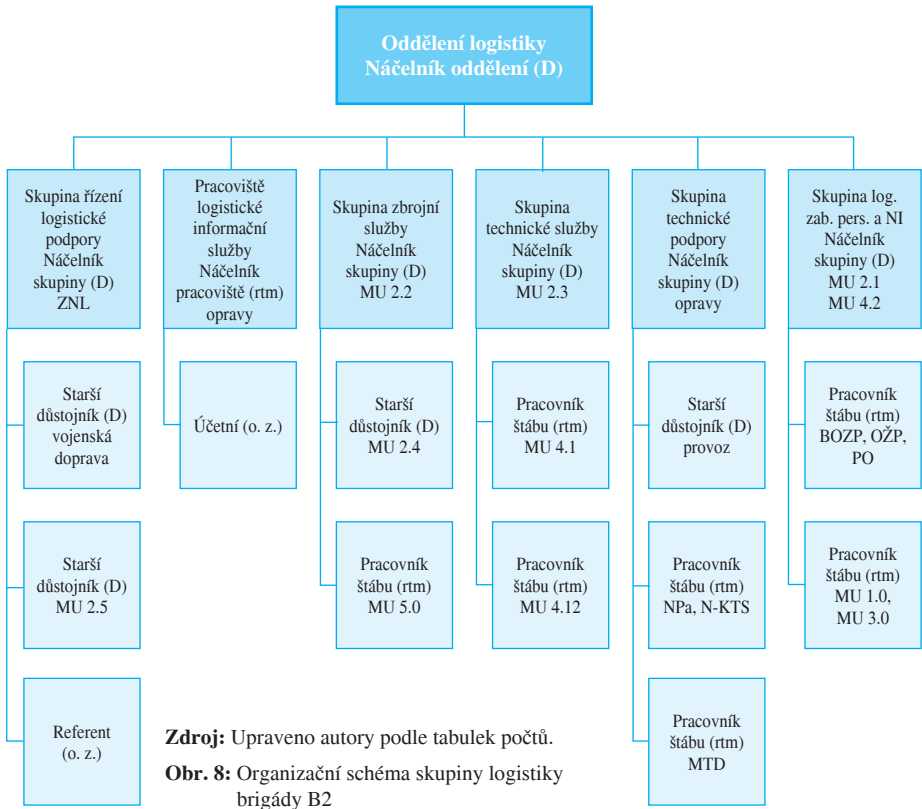 Oddělení logistiky
Náčelník oddělení (D)
Skupina řízení
logistické
podpory
Náčelník
skupiny (D)
ZNL
Pracoviště
logistické
informační
služby
Náčelník
pracoviště (rtm)
opravy
Skupina zbrojní
služby
Náčelník
skupiny (D)
MU 2.2
Skupina
technické služby
Náčelník
skupiny (D)
MU 2.3
Skupina
technické
podpory
Náčelník
skupiny (D)
opravy
Skupina log.
zab. pers. a NI
Náčelník
skupiny (D)
MU 2.1
MU 4.2
Starší
důstojník (D)
vojenská
doprava
Účetní (o. z.)
Starší
důstojník (D)
MU 2.4
Pracovník
štábu (rtm)
MU 4.1
Starší
důstojník (D)
provoz
Pracovník
štábu (rtm)
BOZP, OŽP,
PO
Starší
důstojník (D)
MU 2.5
Pracovník
štábu (rtm)
MU 5.0
Pracovník
štábu (rtm)
MU 4.12
Pracovník
štábu (rtm)
NPa, N-KTS
Pracovník
štábu (rtm)
MU 1.0,
MU 3.0
Referent
(o. z.)
Pracovník
štábu (rtm)
MTD
Zdroj: Upraveno autory podle tabulek počtů.
Obr. 8: Organizační schéma skupiny logistiky
brigády B2